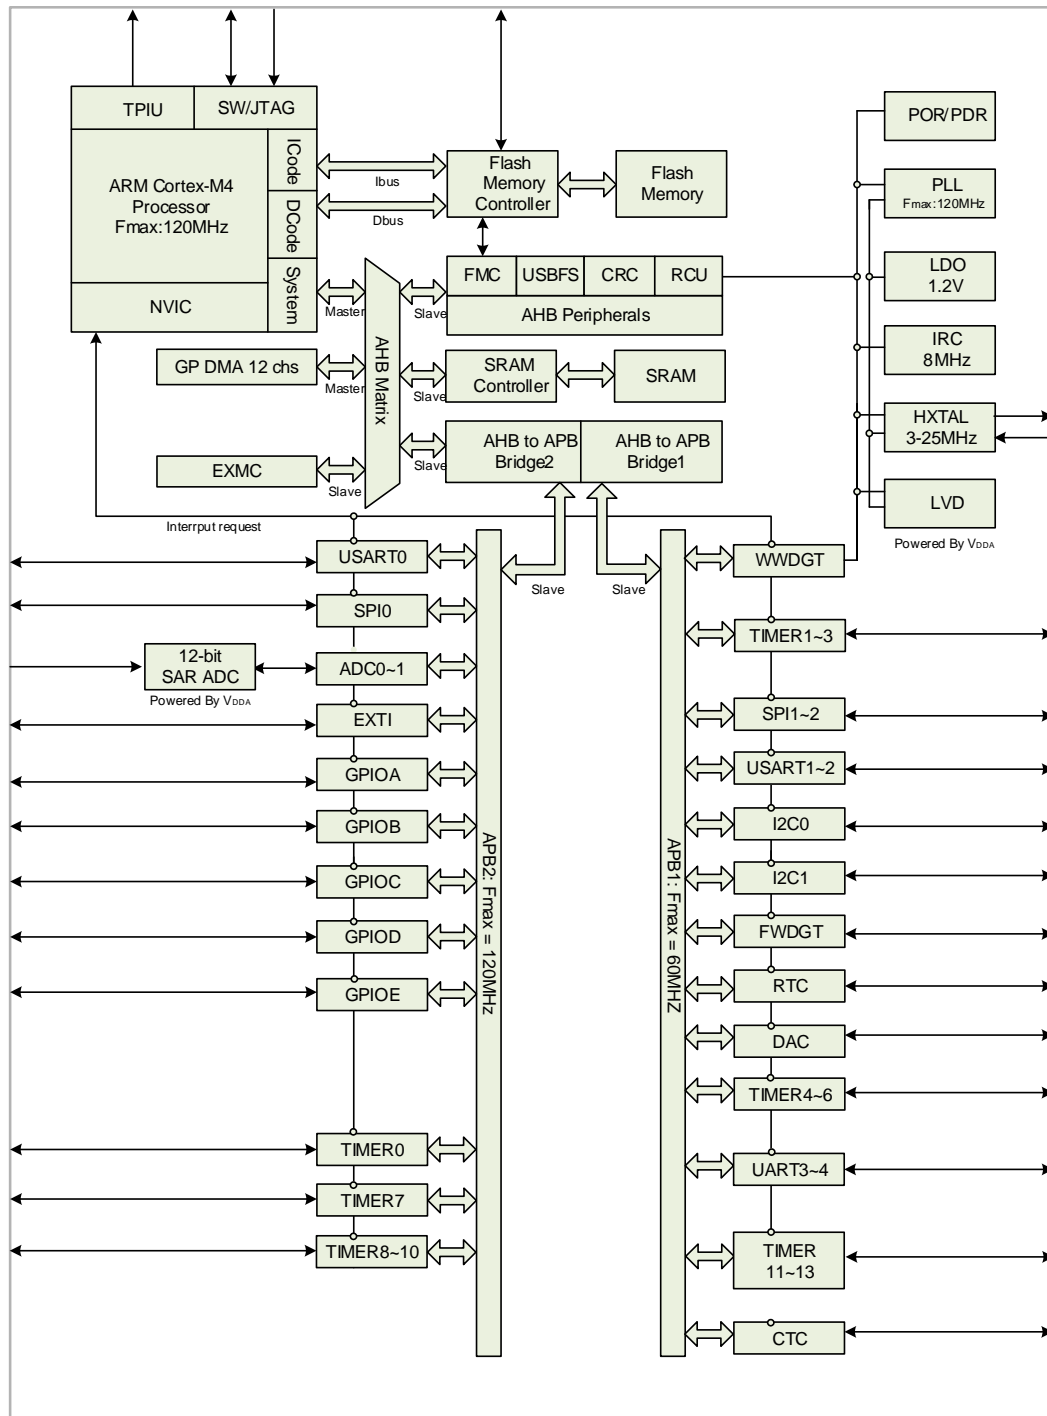 TPIU
SW/JTAG
ICode
DCode
System
ARM Cortex-M4
Processor
Fmax:120MHz
NVIC
Ibus
Dbus
Flash
Memory
Controller
Flash
Memory
FMC
USBFS
CRC
RCU
AHB Peripherals
Master
Slave
GP DMA 12 chs
Master
AHB Matrix
Slave
SRAM
Controller
SRAM
EXMC
Slave
Slave
AHB to APB
Bridge2
AHB to APB
Bridge1
POR/PDR
PLL
Fmax:120MHz
LDO
1.2V
IRC
8MHz
HXTAL
3-25MHz
LVD
Powered By VDDA
Interrput request
Slave
Slave
USART0
SPI0
12-bit
SAR ADC
Powered By VDDA
ADC0~1
EXTI
GPIOA
GPIOB
GPIOC
GPIOD
GPIOE
TIMER0
TIMER7
TIMER8~10
APB2: Fmax = 120MHz
APB1: Fmax = 60MHZ
WWDGT
TIMER1~3
SPI1~2
USART1~2
I2C0
I2C1
FWDGT
RTC
DAC
TIMER4~6
UART3~4
TIMER
11~13
CTC